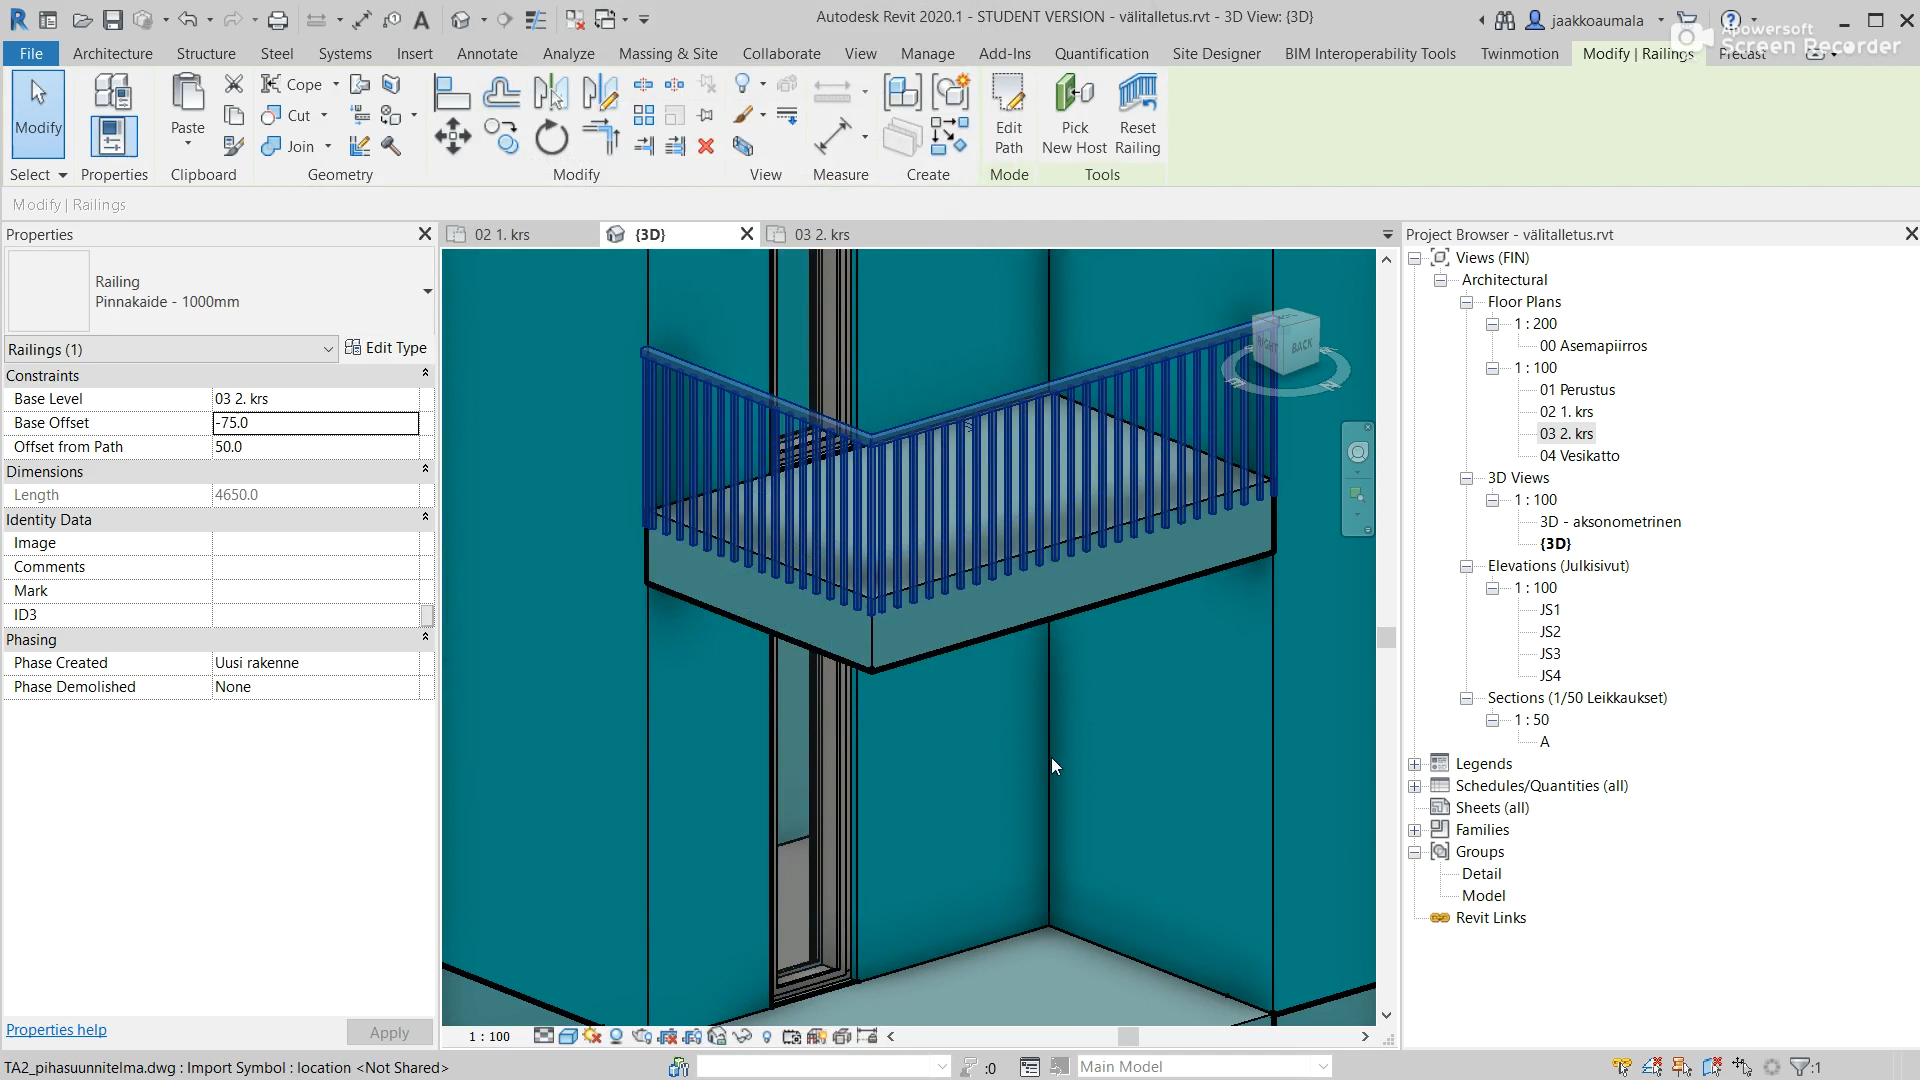 Autodesk Revit 2020.1 - STUDENT VERSION - välitalletus.rvt - 3D View: {3D}
jaakkoaumala
Apowersoft
Screen Recorder
File Architecture Structure Steel Systems Insert Annotate Analyze Massing & Site Collaborate View Manage Add-Ins Quantification Site Designer BIM Interoperability Tools Twinmotion Modify | Railings Precast
Modify
Paste
Cope
Cut
Join
Edit Path
Pick New Host
Reset Railing
Select Properties Clipboard Geometry Modify View Measure Create Mode Tools
Modify | Railings
Properties
02 1. krs
{3D}
03 2. krs
Project Browser - välitalletus.rvt
Railing
Pinnakaide - 1000mm
Railings (1)
Edit Type
Constraints
Base Level 03 2. krs
Base Offset -75.0
Offset from Path 50.0
Dimensions
Length 4650.0
Identity Data
Image
Comments
Mark
ID3
Phasing
Phase Created Uusi rakenne
Phase Demolished None
Properties help
Apply
RIGHT
BACK
Views (FIN)
Architectural
Floor Plans
1 : 200
00 Asemapiirros
1 : 100
01 Perustus
02 1. krs
03 2. krs
04 Vesikatto
3D Views
1 : 100
3D - aksonometrinen
{3D}
Elevations (Julkisivut)
1 : 100
JS1
JS2
JS3
JS4
Sections (1/50 Leikkaukset)
1 : 50
A
Legends
Schedules/Quantities (all)
Sheets (all)
Families
Groups
Detail
Model
Revit Links
1 : 100
TA2_pihasuunnitelma.dwg : Import Symbol : location <Not Shared>
:0
Main Model
:1